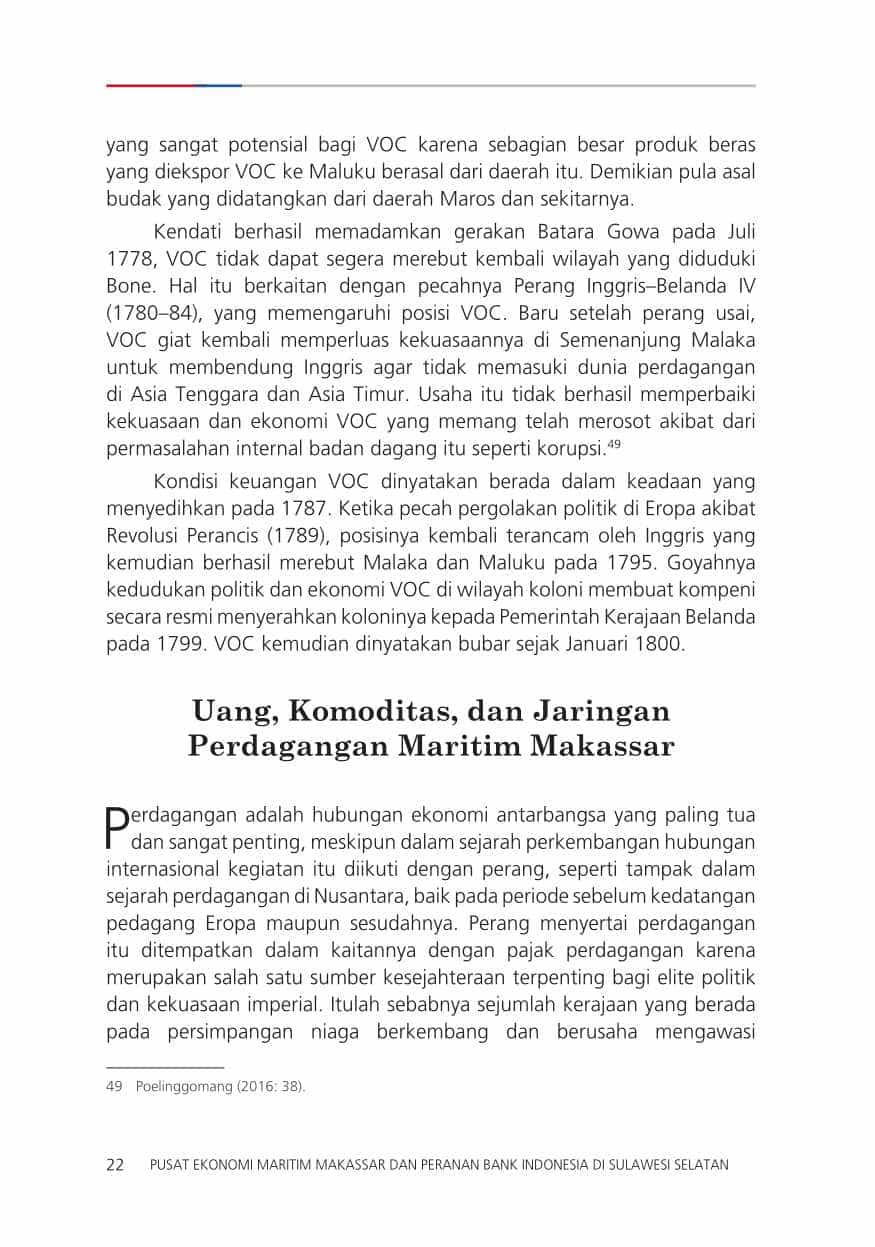 yang sangat potensial bagi VOC karena sebagian besar produk beras
yang diekspor VOC ke Maluku berasal dari daerah itu. Demikian pula asal
budak yang didatangkan dari daerah Maros dan sekitarnya.
Kendati berhasil memadamkan gerakan Batara Gowa pada Juli
1778, VOC tidak dapat segera merebut kembali wilayah yang diduduki
Bone. Hal itu berkaitan dengan pecahnya Perang Inggris–Belanda IV
(1780–84), yang memengaruhi posisi VOC. Baru setelah perang usai,
VOC giat kembali memperluas kekuasaannya di Semenanjung Malaka
untuk membendung Inggris agar tidak memasuki dunia perdagangan
di Asia Tenggara dan Asia Timur. Usaha itu tidak berhasil memperbaiki
kekuasaan dan ekonomi VOC yang memang telah merosot akibat dari
permasalahan internal badan dagang itu seperti korupsi.49
Kondisi keuangan VOC dinyatakan berada dalam keadaan yang
menyedihkan pada 1787. Ketika pecah pergolakan politik di Eropa akibat
Revolusi Perancis (1789), posisinya kembali terancam oleh Inggris yang
kemudian berhasil merebut Malaka dan Maluku pada 1795. Goyahnya
kedudukan politik dan ekonomi VOC di wilayah koloni membuat kompeni
secara resmi menyerahkan koloninya kepada Pemerintah Kerajaan Belanda
pada 1799. VOC kemudian dinyatakan bubar sejak Januari 1800.
Uang, Komoditas, dan Jaringan
Perdagangan Maritim Makassar
Perdagangan adalah hubungan ekonomi antarbangsa yang paling tua
dan sangat penting, meskipun dalam sejarah perkembangan hubungan
internasional kegiatan itu diikuti dengan perang, seperti tampak dalam
sejarah perdagangan di Nusantara, baik pada periode sebelum kedatangan
pedagang Eropa maupun sesudahnya. Perang menyertai perdagangan
itu ditempatkan dalam kaitannya dengan pajak perdagangan karena
merupakan salah satu sumber kesejahteraan terpenting bagi elite politik
dan kekuasaan imperial. Itulah sebabnya sejumlah kerajaan yang berada
pada persimpangan niaga berkembang dan berusaha mengawasi
49 Poelinggomang (2016: 38).
22 PUSAT EKONOMI MARITIM MAKASSAR DAN PERANAN BANK INDONESIA DI SULAWESI SELATAN